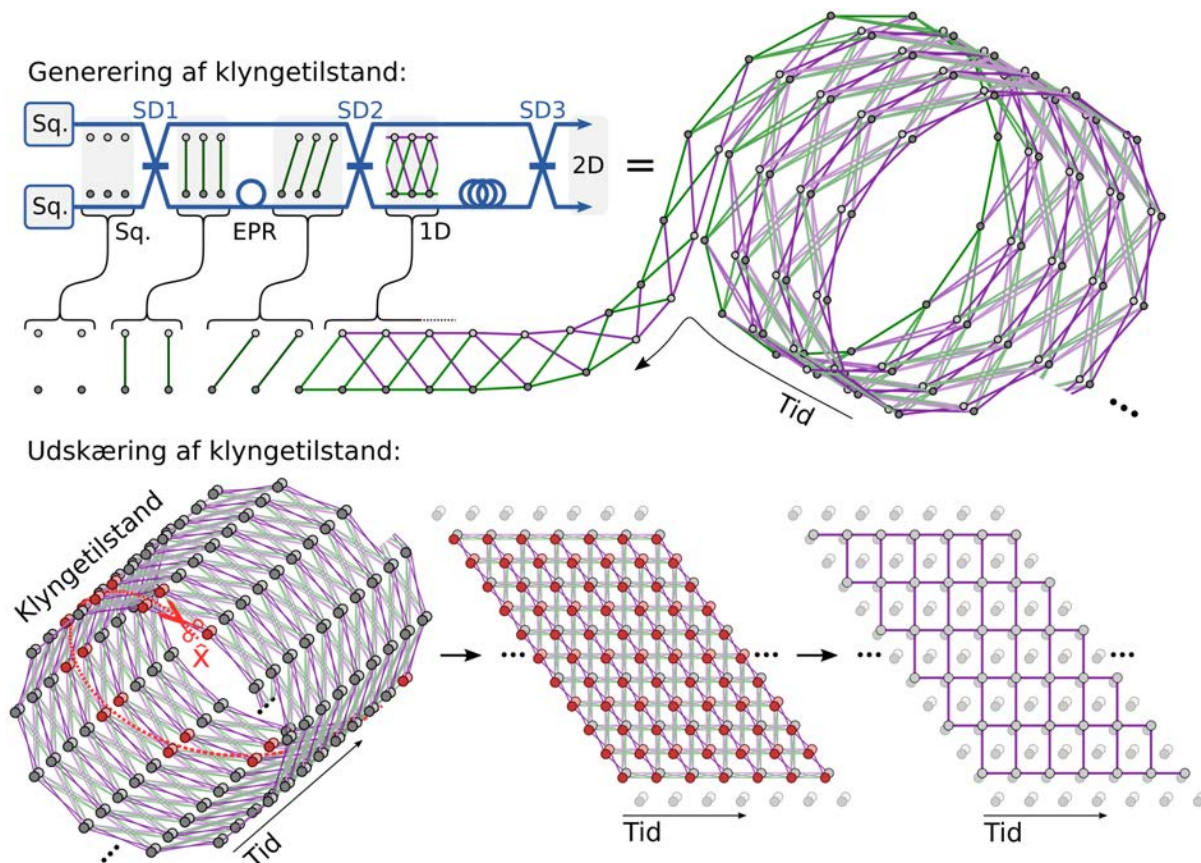 Generering af klyngetilstand:
SD1 SD2 SD3
Sq.
2D =
Sq.
Sq. EPR 1D
Tid
...
Udskæring af klyngetilstand:
Klyngetilstand
x̂
... ... ... ...
...
Tid Tid Tid
...